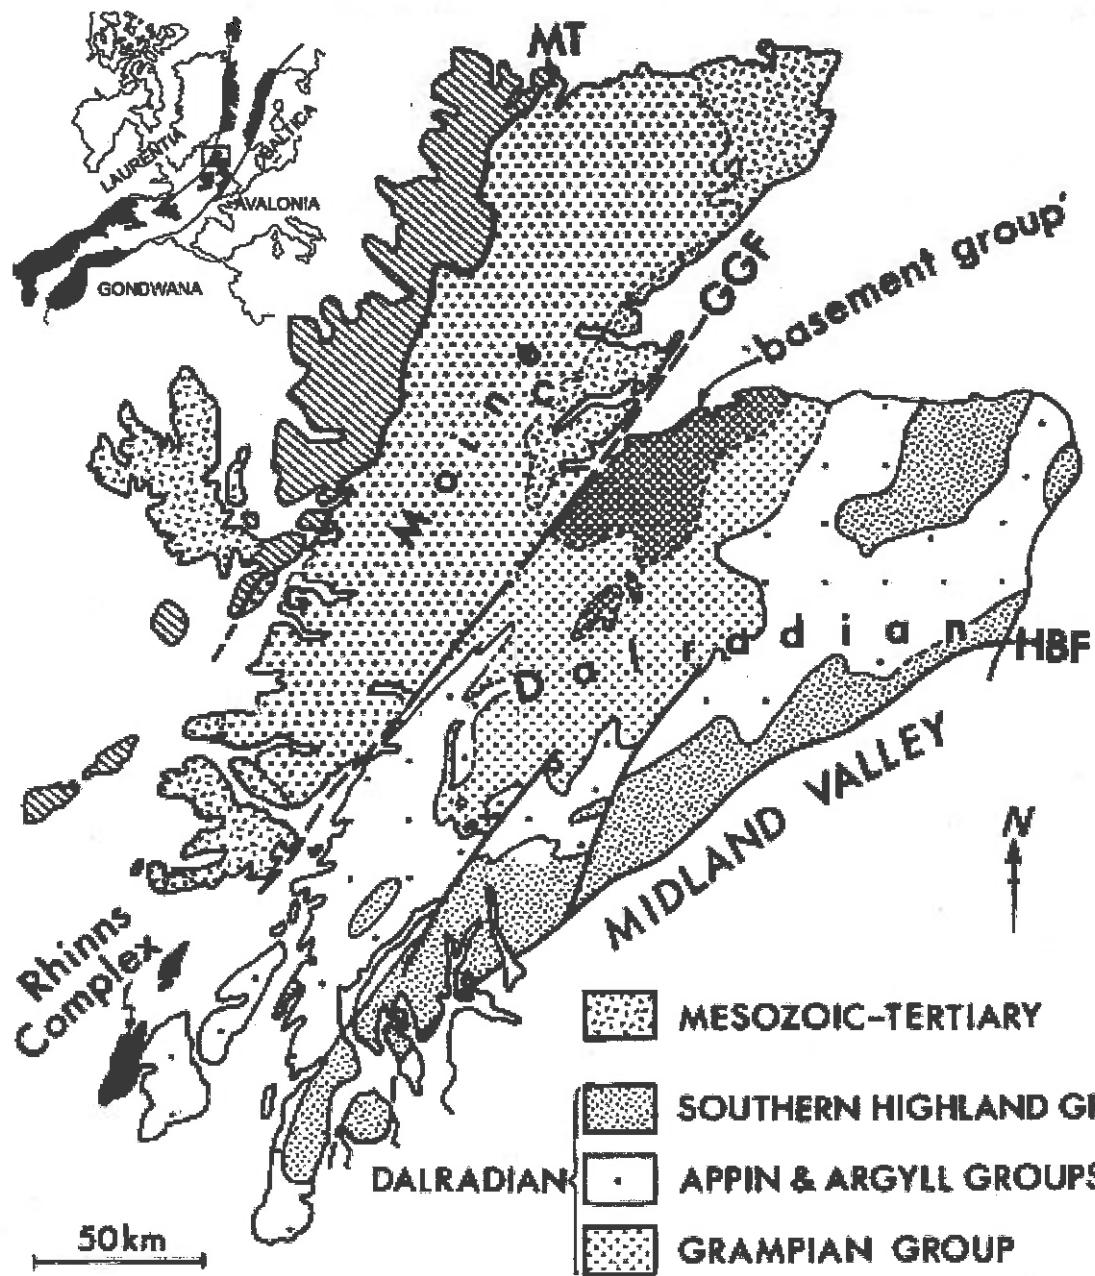 MT
LAURENTIA
BALTICA
AVALONIA
GONDWANA
GGF
'basement group'
Moine
Dalradian
HBF
MIDLAND VALLEY
N
Rhinns
Complex
MESOZOIC-TERTIARY
SOUTHERN HIGHLAND
DALRADIAN
APPIN & ARGYLL GROUPS
GRAMPIAN GROUP
50km